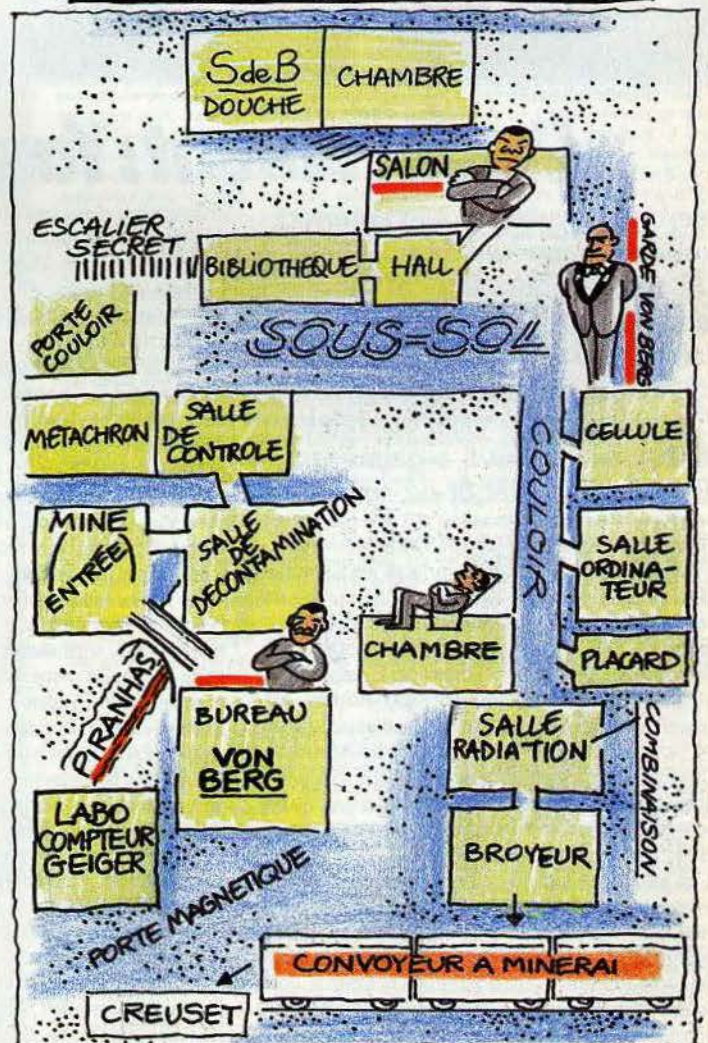 S de B
DOUCHE
CHAMBRE
SALON
ESCALIER
SECRET
BIBLIOTHEQUE
HALL
GARDE VON BERG
PORTE
COULOIR
SOUS-SOL
METACHRON
SALLE
DE
CONTROLE
COULOIR
CELLULE
MINE
(ENTRÉE)
SALLE
DE
DECONTAMINATION
SALLE
ORDINA-
TEUR
CHAMBRE
PLACARD
PIRANHAS
BUREAU
VON
BERG
SALLE
RADIATION
COMBINAISON
LABO
COMPTEUR
GEIGER
BROYEUR
PORTE MAGNETIQUE
CONVOYEUR A MINERAI
CREUSET